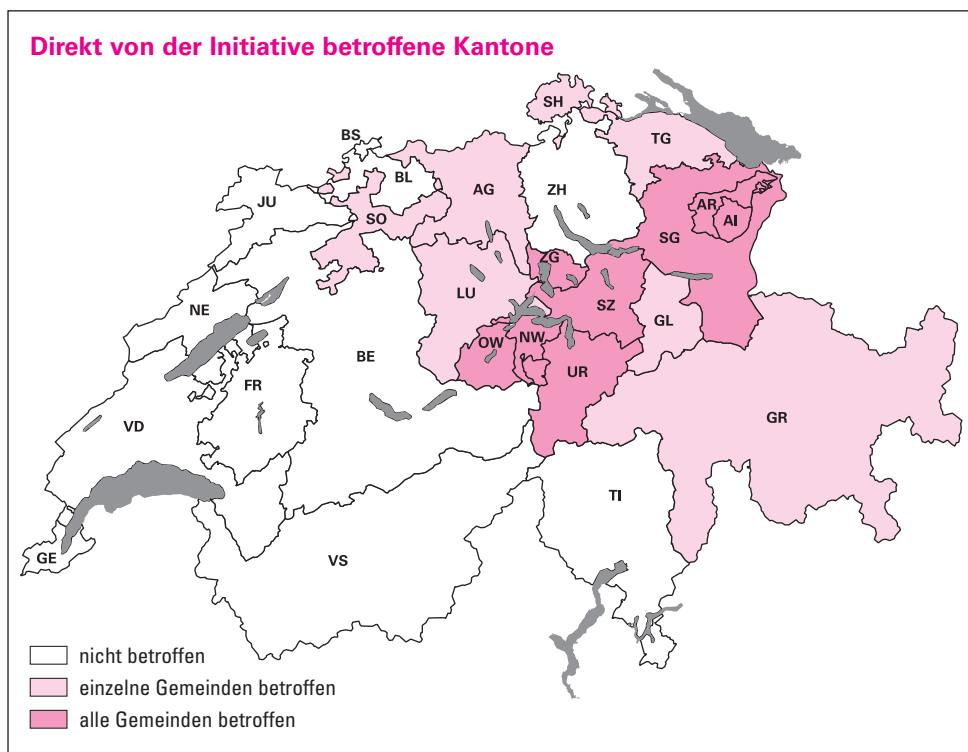 Direkt von der Initiative betroffene Kantone
SH
BS
TG
BL
AG
ZH
JU
AR
AI
SO
SG
ZG
NE
LU
SZ
GL
OW
NW
BE
UR
FR
GR
VD
TI
GE
VS
nicht betroffen
einzelne Gemeinden betroffen
alle Gemeinden betroffen